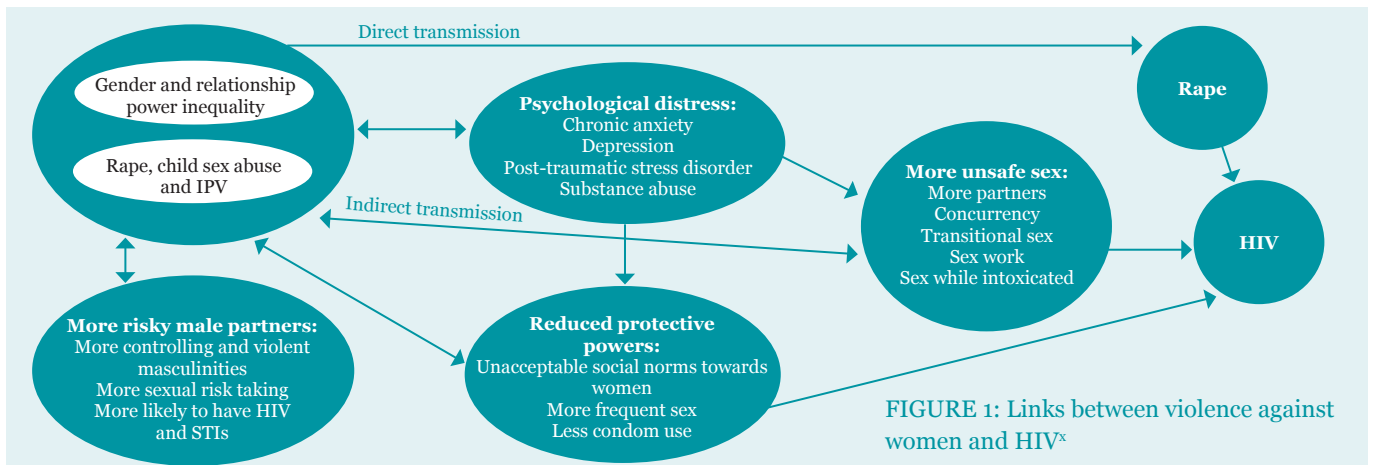 Direct transmission
Gender and relationship
power inequality
Rape, child sex abuse
and IPV
Psychological distress:
Chronic anxiety
Depression
Post-traumatic stress disorder
Substance abuse
Rape
More unsafe sex:
More partners
Concurrency
Transitional sex
Sex work
Sex while intoxicated
HIV
Indirect transmission
More risky male partners:
More controlling and violent
masculinities
More sexual risk taking
More likely to have HIV
and STIs
Reduced protective
powers:
Unacceptable social norms towards
women
More frequent sex
Less condom use
FIGURE 1: Links between violence against
women and HIVˣ